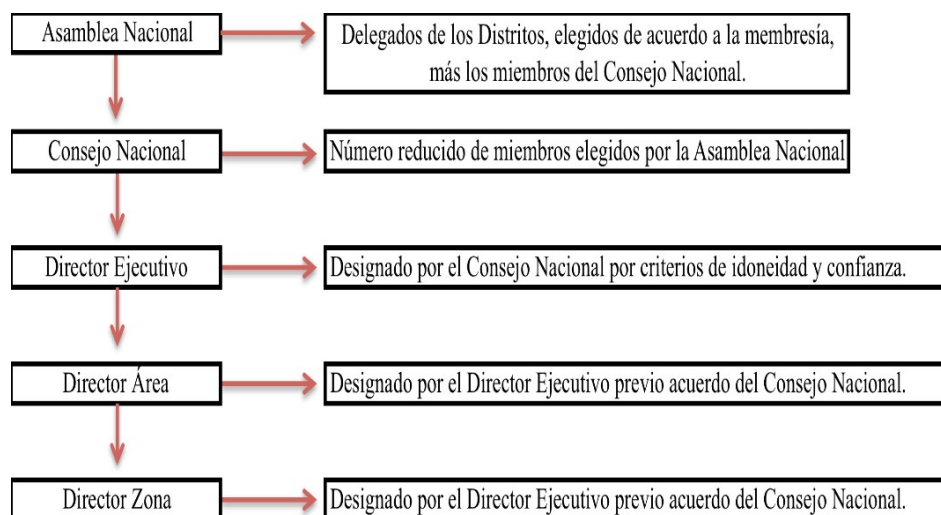 Asamblea Nacional
Delegados de los Distritos, elegidos de acuerdo a la membresía,
más los miembros del Consejo Nacional.
Consejo Nacional
Número reducido de miembros elegidos por la Asamblea Nacional
Director Ejecutivo
Designado por el Consejo Nacional por criterios de idoneidad y confianza.
Director Área
Designado por el Director Ejecutivo previo acuerdo del Consejo Nacional.
Director Zona
Designado por el Director Ejecutivo previo acuerdo del Consejo Nacional.